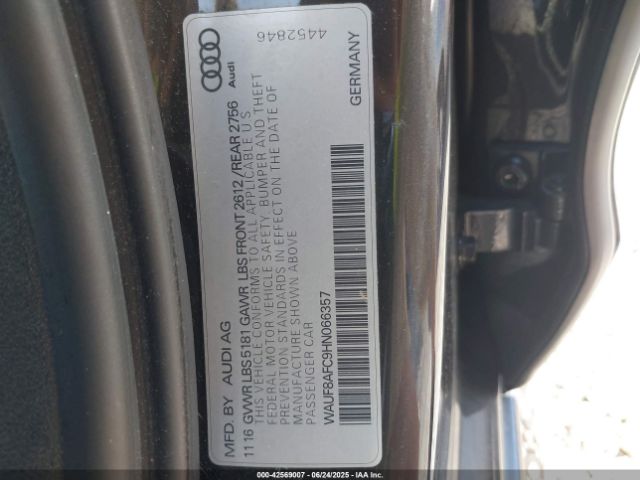 MFD. BY AUDI AG
11 16 GVWR LBS 5181 GAWR LBS FRONT 2612 /REAR 2756
THIS VEHICLE CONFORMS TO ALL APPLICABLE U.S.
FEDERAL MOTOR VEHICLE SAFETY, BUMPER AND THEFT
PREVENTION STANDARDS IN EFFECT ON THE DATE OF
MANUFACTURE SHOWN ABOVE
PASSENGER CAR
WAUF8AFC9HN066357
GERMANY
Audi
4452846
000-42569007 - 06/24/2025 - IAA Inc.